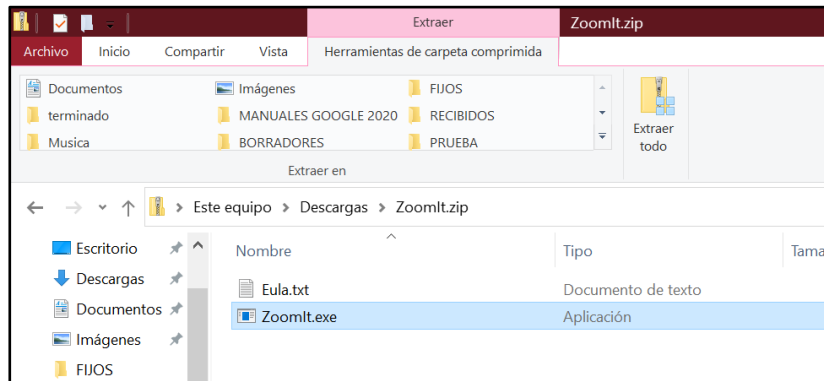 Extraer ZoomIt.zip
Archivo Inicio Compartir Vista Herramientas de carpeta comprimida
Documentos Imágenes FIJOS
terminado MANUALES GOOGLE 2020 RECIBIDOS
Musica BORRADORES PRUEBA
Extraer todo
Extraer en
Este equipo > Descargas > ZoomIt.zip
Escritorio
Descargas
Documentos
Imágenes
FIJOS
Nombre Tipo Tama
Eula.txt Documento de texto
ZoomIt.exe Aplicación